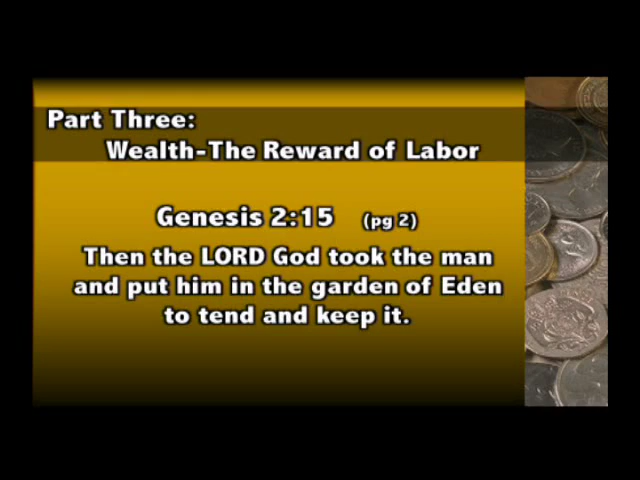 Part Three:
Wealth-The Reward of Labor
Genesis 2:15 (pg 2)
Then the LORD God took the man
and put him in the garden of Eden
to tend and keep it.